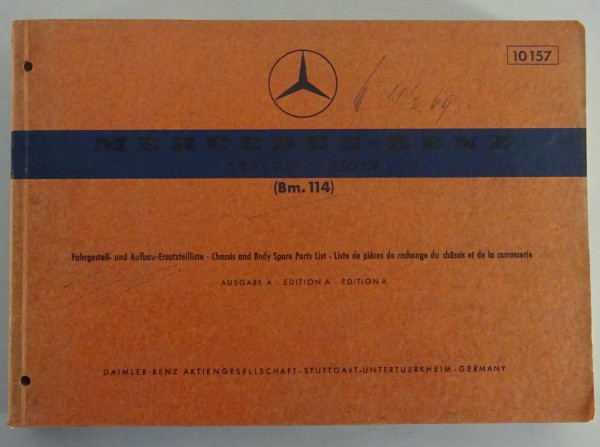 10157
MERCEDES-BENZ
(Bm. 114)
Fahrgestell- und Aufbau-Ersatzteilliste · Chassis and Body Spare Parts List · Liste de pièces de rechange du châssis et de la carrosserie
AUSGABE A · EDITION A · EDITION A
DAIMLER-BENZ AKTIENGESELLSCHAFT · STUTTGART-UNTERTUERKHEIM · GERMANY